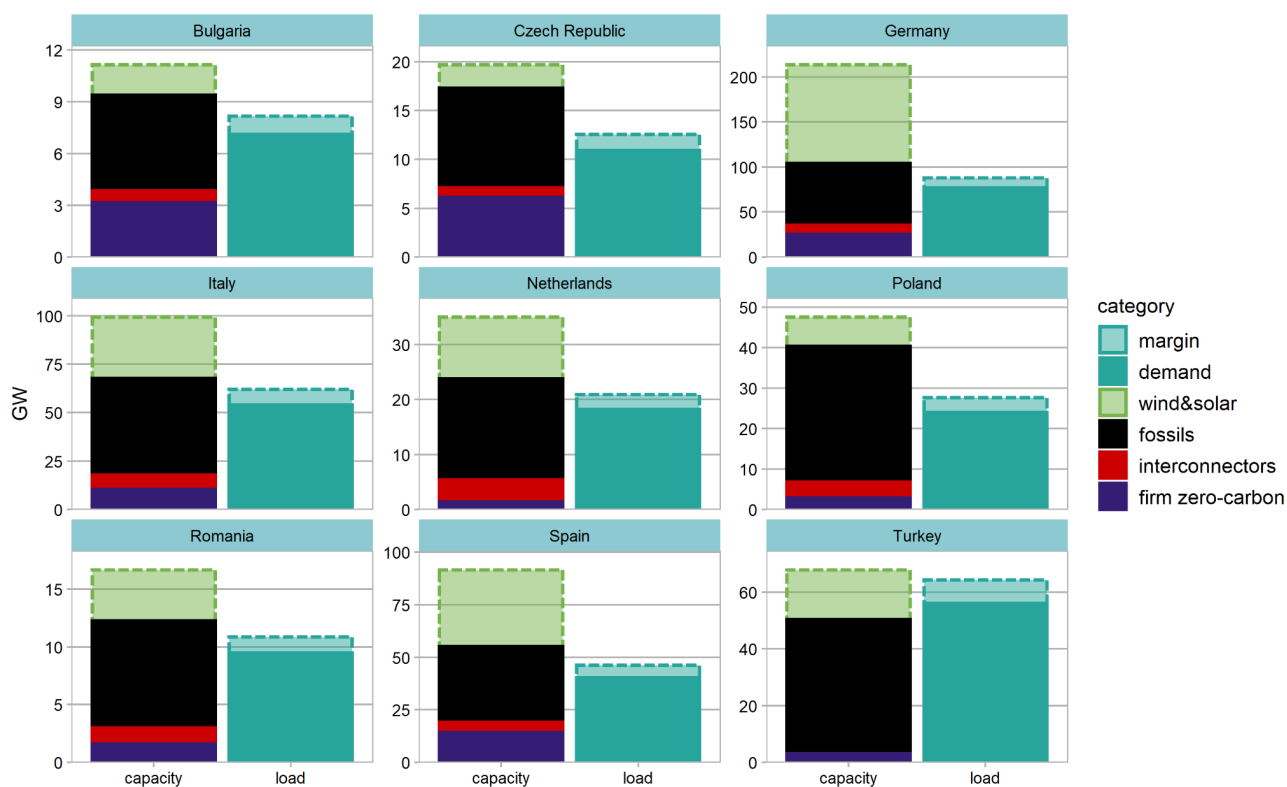 Bulgaria
Czech Republic
Germany
12
9
6
3
0
20
15
10
5
0
200
150
100
50
0
Italy
Netherlands
Poland
GW
100
75
50
25
0
30
20
10
0
50
40
30
20
10
0
Romania
Spain
Turkey
15
10
5
0
100
75
50
25
0
60
40
20
0
capacity
load
capacity
load
capacity
load
category
margin
demand
wind&solar
fossils
interconnectors
firm zero-carbon